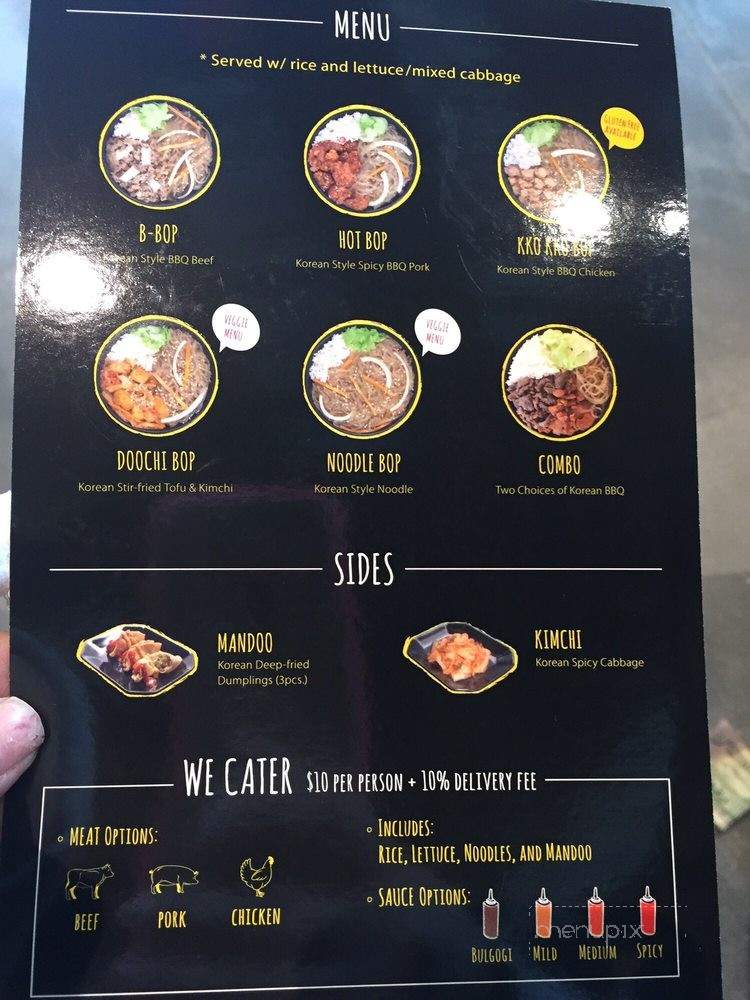 MENU
* Served w/ rice and lettuce/mixed cabbage
GLUTEN FREE
AVAILABLE
B-BOP
Korean Style BBQ Beef
HOT BOP
Korean Style Spicy BBQ Pork
KKO KKO BOP
Korean Style BBQ Chicken
VEGGIE
MENU
VEGGIE
MENU
DOOCHI BOP
Korean Stir-fried Tofu & Kimchi
NOODLE BOP
Korean Style Noodle
COMBO
Two Choices of Korean BBQ
SIDES
MANDOO
Korean Deep-fried
Dumplings (3pcs.)
KIMCHI
Korean Spicy Cabbage
WE CATER $10 PER PERSON + 10% DELIVERY FEE
MEAT OPTIONS:
BEEF
PORK
CHICKEN
INCLUDES:
RICE, LETTUCE, NOODLES, AND MANDOO
SAUCE OPTIONS:
BULGOGI
MILD
MEDIUM
SPICY
menupix